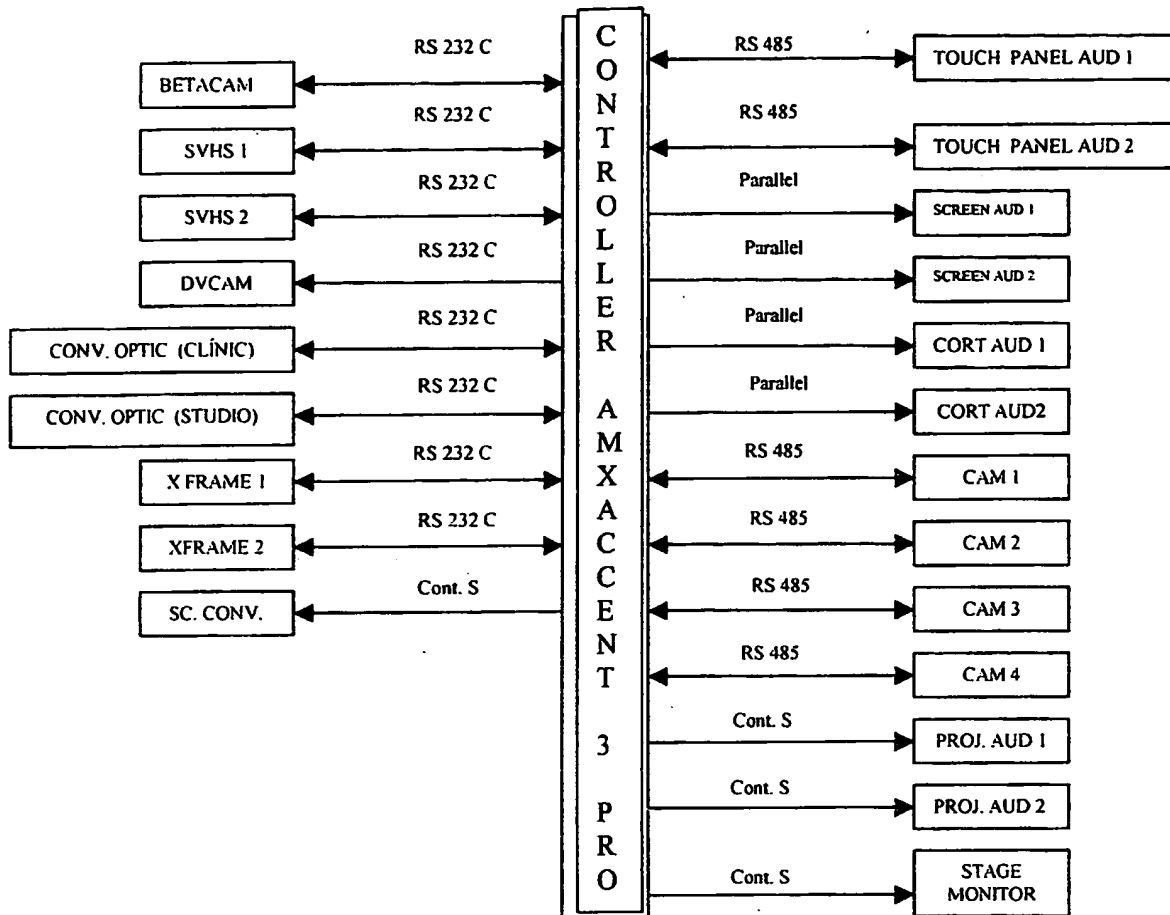 RS 232 C
BETACAM
RS 232 C
SVHS 1
RS 232 C
SVHS 2
RS 232 C
DVCAM
RS 232 C
CONV. OPTIC (CLÍNIC)
RS 232 C
CONV. OPTIC (STUDIO)
RS 232 C
X FRAME 1
RS 232 C
XFRAME 2
Cont. S
SC. CONV.
CONTROLLER AMXACCENT 3 PRO
RS 485
TOUCH PANEL AUD 1
RS 485
TOUCH PANEL AUD 2
Parallel
SCREEN AUD 1
Parallel
SCREEN AUD 2
Parallel
CORT AUD 1
Parallel
CORT AUD2
RS 485
CAM 1
RS 485
CAM 2
RS 485
CAM 3
RS 485
CAM 4
Cont. S
PROJ. AUD 1
Cont. S
PROJ. AUD 2
Cont. S
STAGE
MONITOR